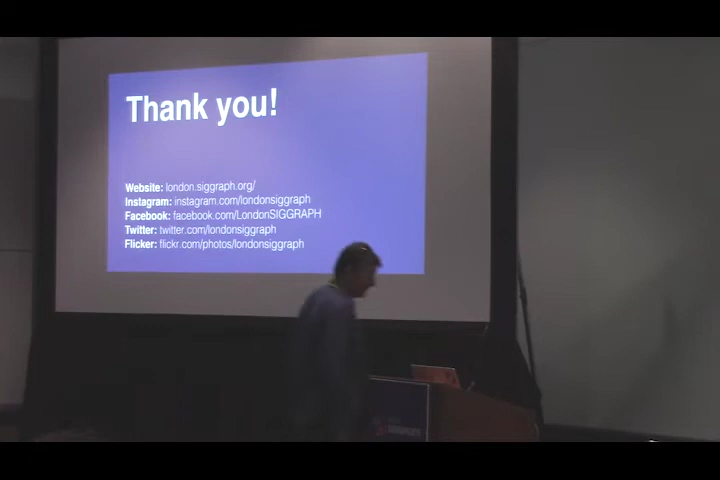 Thank you!
Website: london.siggraph.org/
Instagram: instagram.com/londonsiggraph
Facebook: facebook.com/LondonSIGGRAPH
Twitter: twitter.com/londonsiggraph
Flicker: flickr.com/photos/londonsiggraph